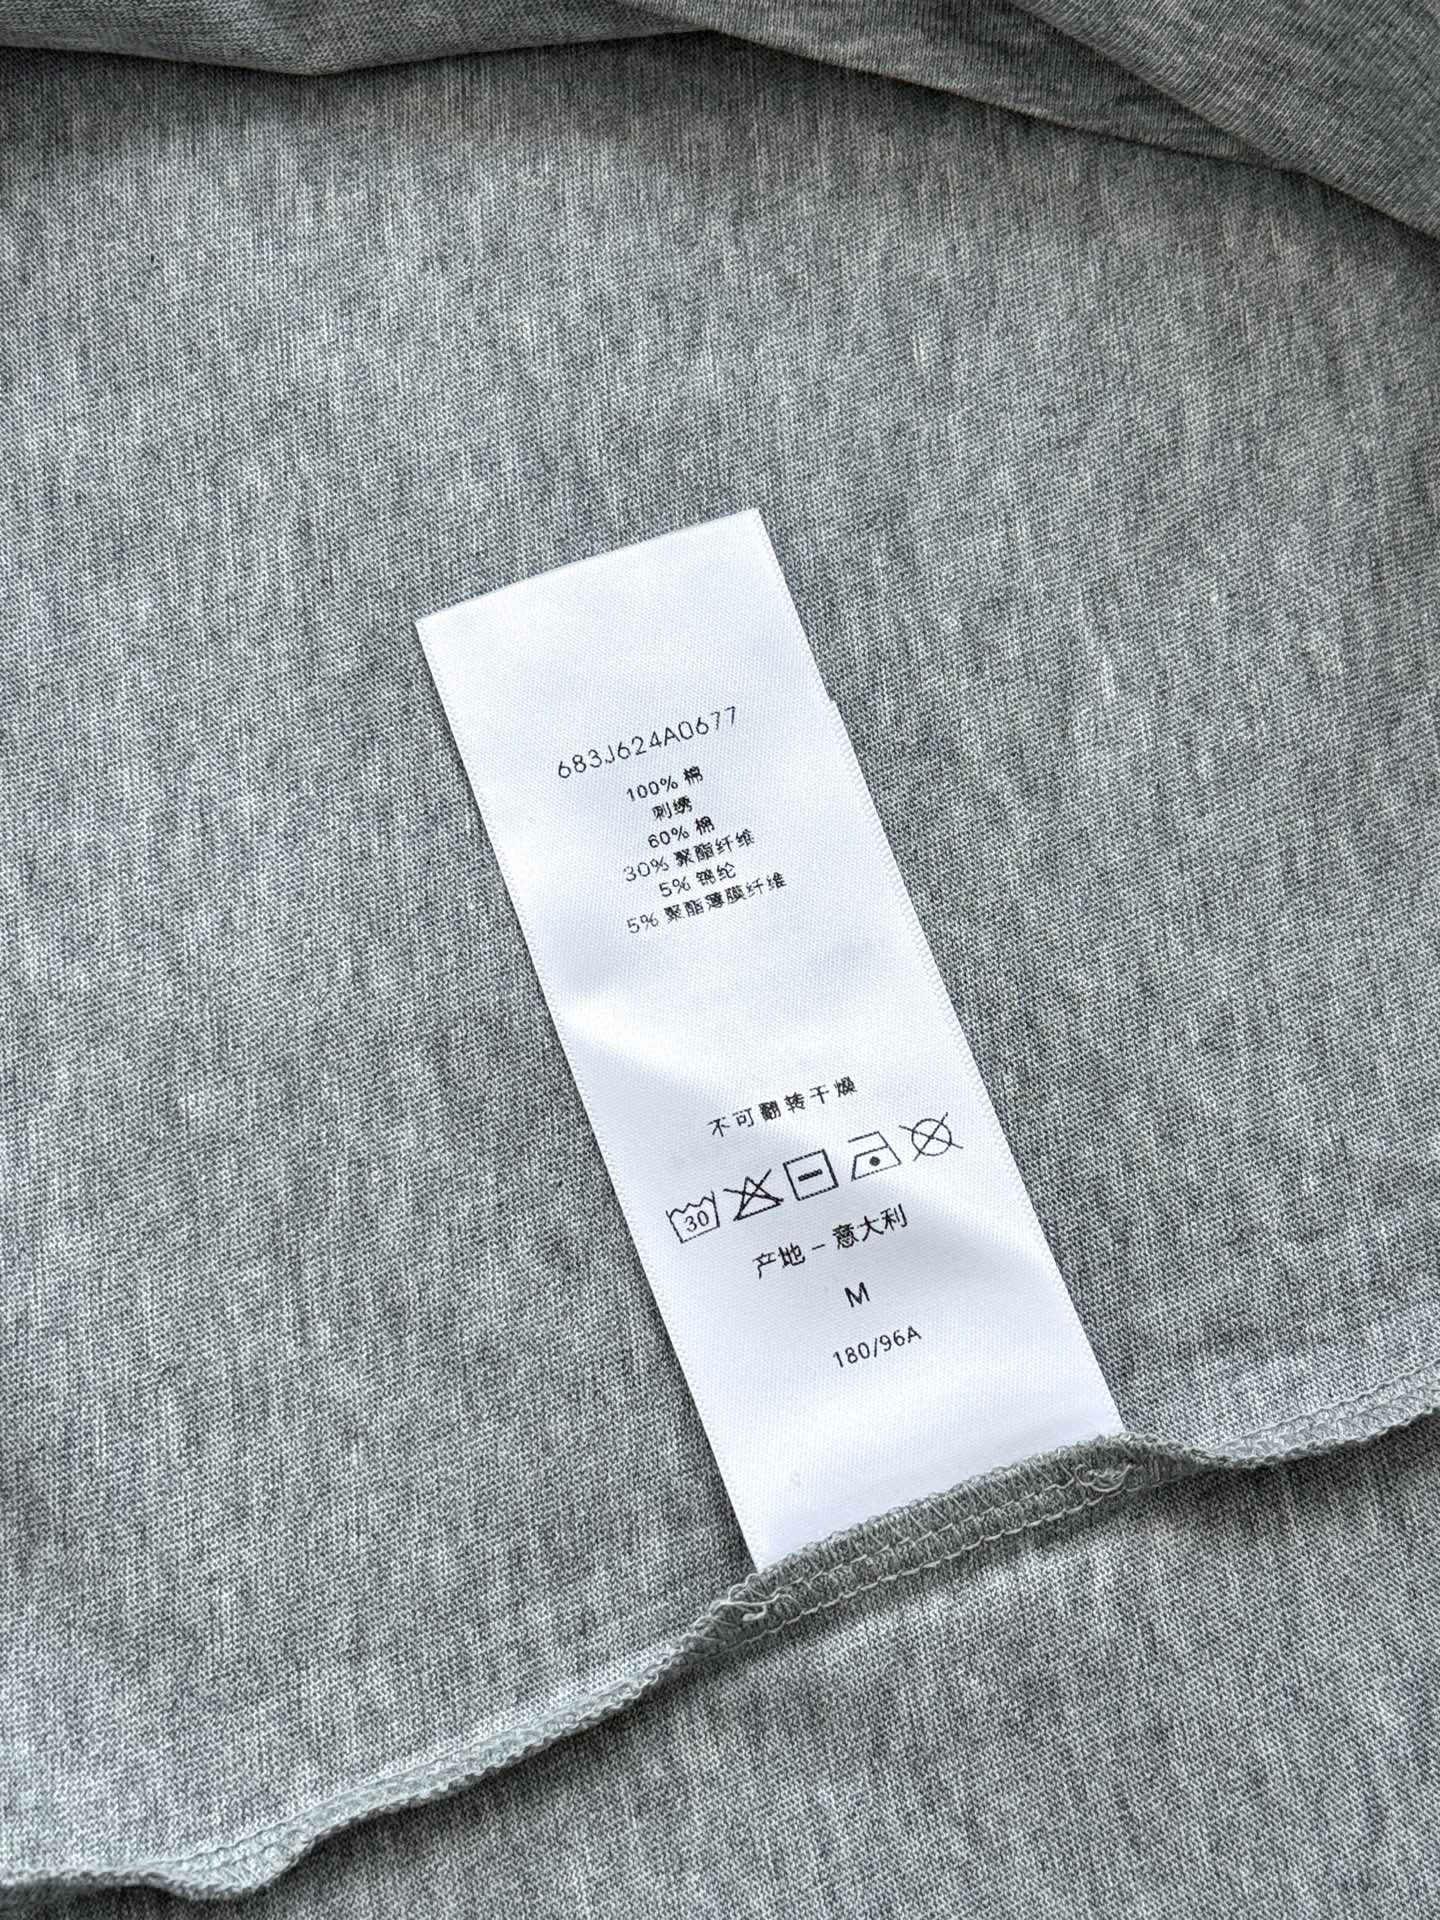 683J624A0677
100% 棉
刺绣
60% 棉
30% 聚酯纤维
5% 锦纶
5% 聚酯薄膜纤维
不可翻转干燥
30
产地 – 意大利
M
180/96A